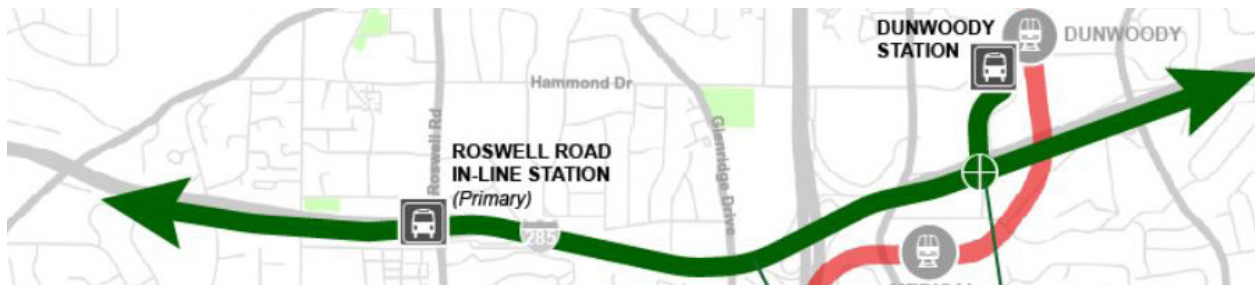 DUNWOODY
STATION
DUNWOODY
Hammond Dr
Roswell Rd
Glenridge Drive
ROSWELL ROAD
IN-LINE STATION
(Primary)
285